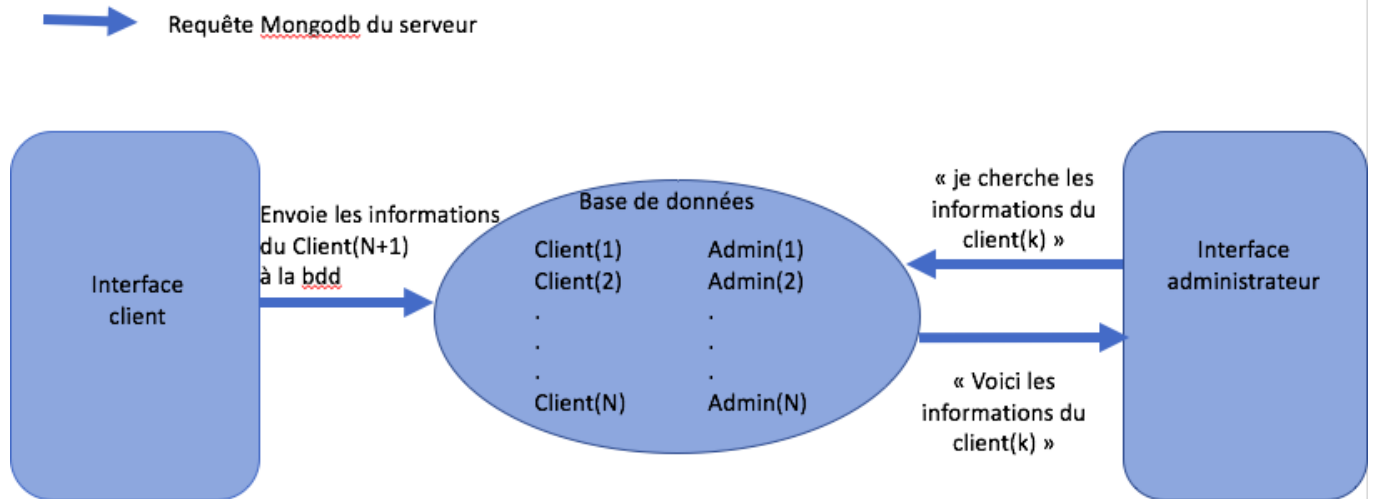 Requête Mongodb du serveur
Interface
client
Envoie les informations
du Client(N+1)
à la bdd
Base de données
Client(1) Admin(1)
Client(2) Admin(2)
. .
. .
. .
Client(N) Admin(N)
« je cherche les
informations du
client(k) »
« Voici les
informations du
client(k) »
Interface
administrateur